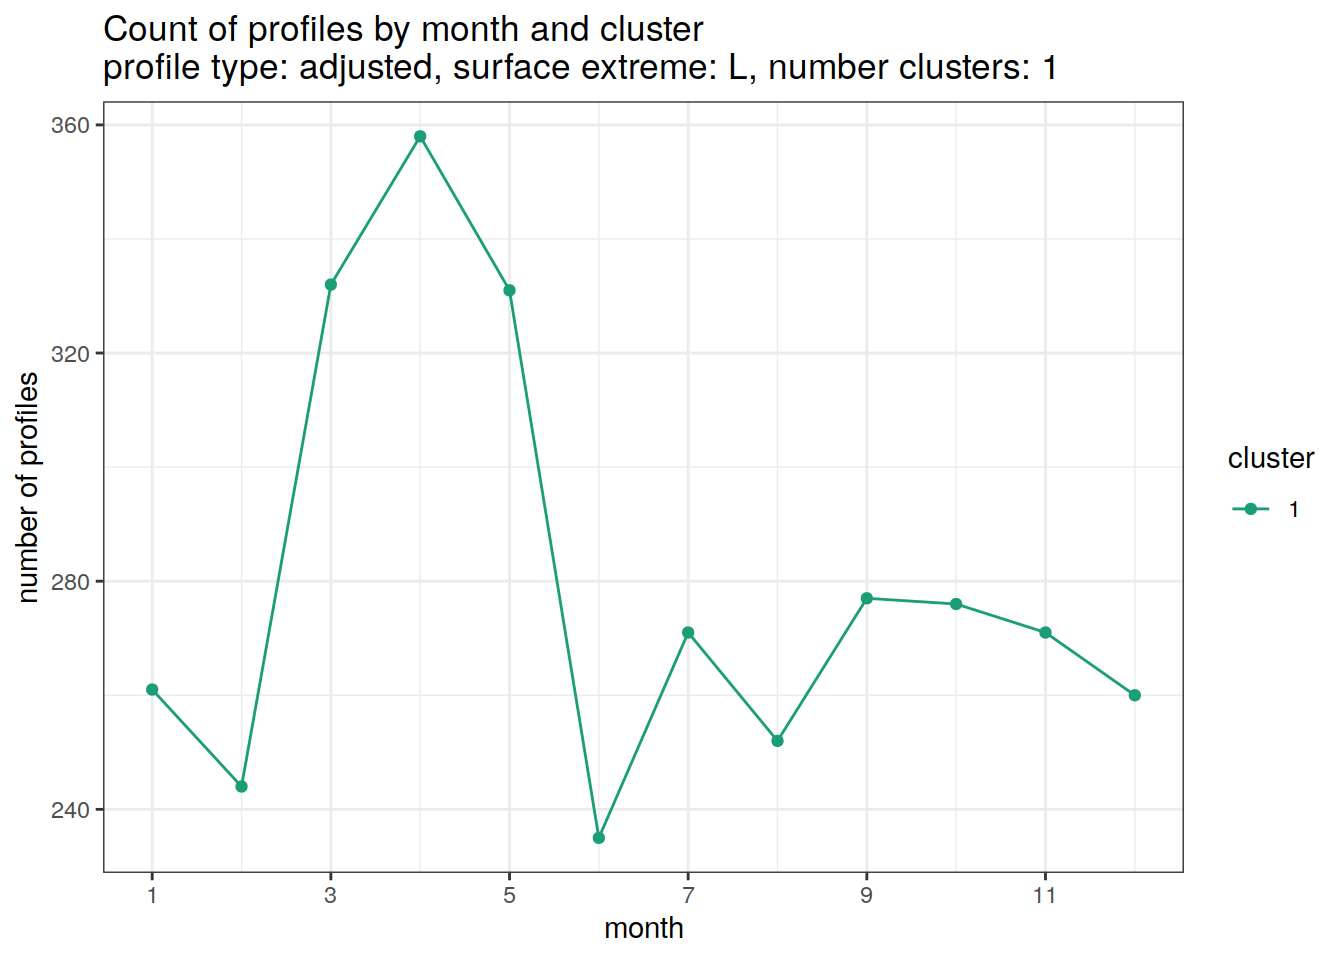 Count of profiles by month and cluster
profile type: adjusted, surface extreme: L, number clusters: 1
360
320
280
240
number of profiles
1 3 5 7 9 11
month
cluster
1